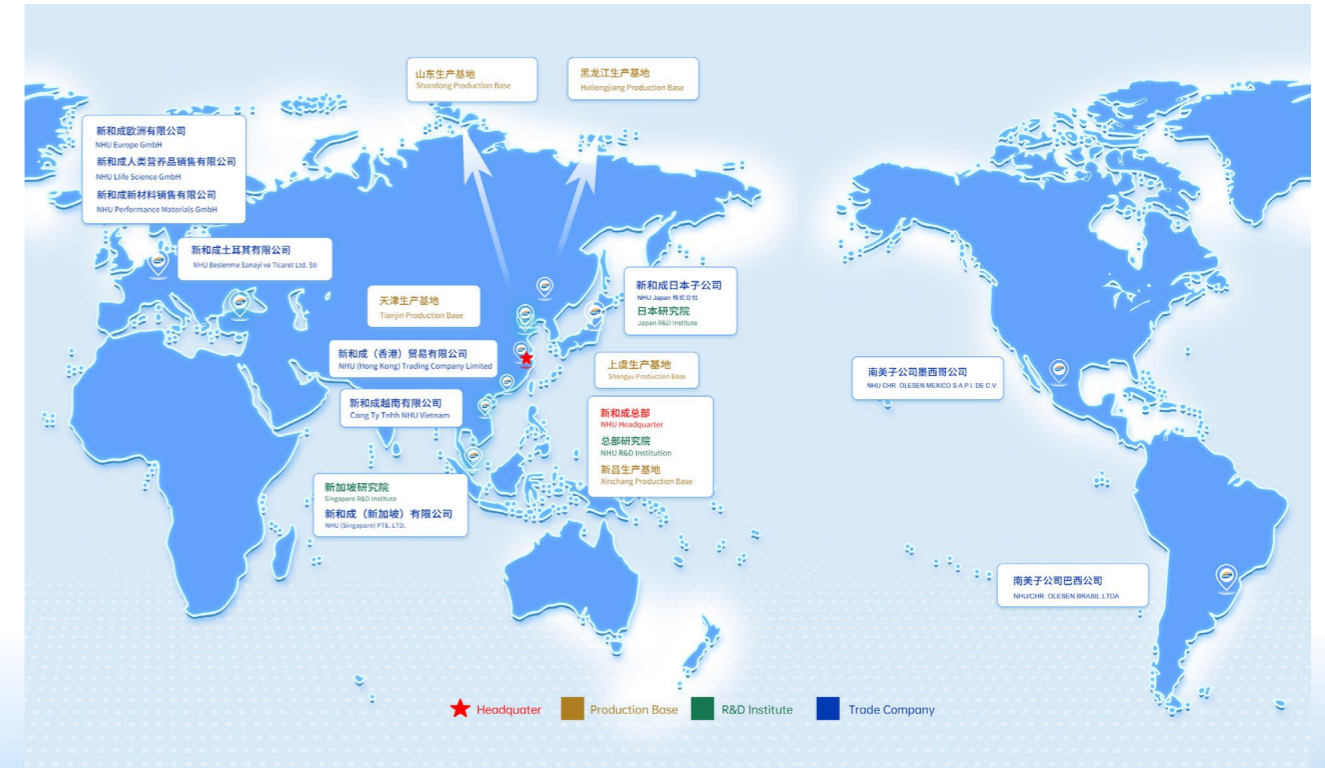 山东生产基地
Shandong Production Base
黑龙江生产基地
Heilongjiang Production Base
新和成欧洲有限公司
NHU Europe GmbH
新和成人类营养品销售有限公司
NHU LIife Science GmbH
新和成新材料销售有限公司
NHU Performance Materials GmbH
新和成土耳其有限公司
NHU Beslenme Sanayi ve Ticaret Ltd. Sti
天津生产基地
Tianjin Production Base
新和成日本子公司
NHU Japan 株式会社
日本研究院
Japan R&D Institute
新和成（香港）贸易有限公司
NHU (Hong Kong) Trading Company Limited
上虞生产基地
Shangyu Production Base
南美子公司墨西哥公司
NHU CHR OLESEN MEXICO S.A.P.I. DE C.V.
新和成越南有限公司
Cong Ty Tnhh NHU Vietnam
新和成总部
NHU Headquarter
总部研究院
NHU R&D Institution
新昌生产基地
Xinchang Production Base
新加坡研究院
Singapore R&D Institute
新和成（新加坡）有限公司
NHU (Singapore) PTE. LTD.
南美子公司巴西公司
NHU/CHR OLESEN BRASIL LTDA
Headquater
Production Base
R&D Institute
Trade Company